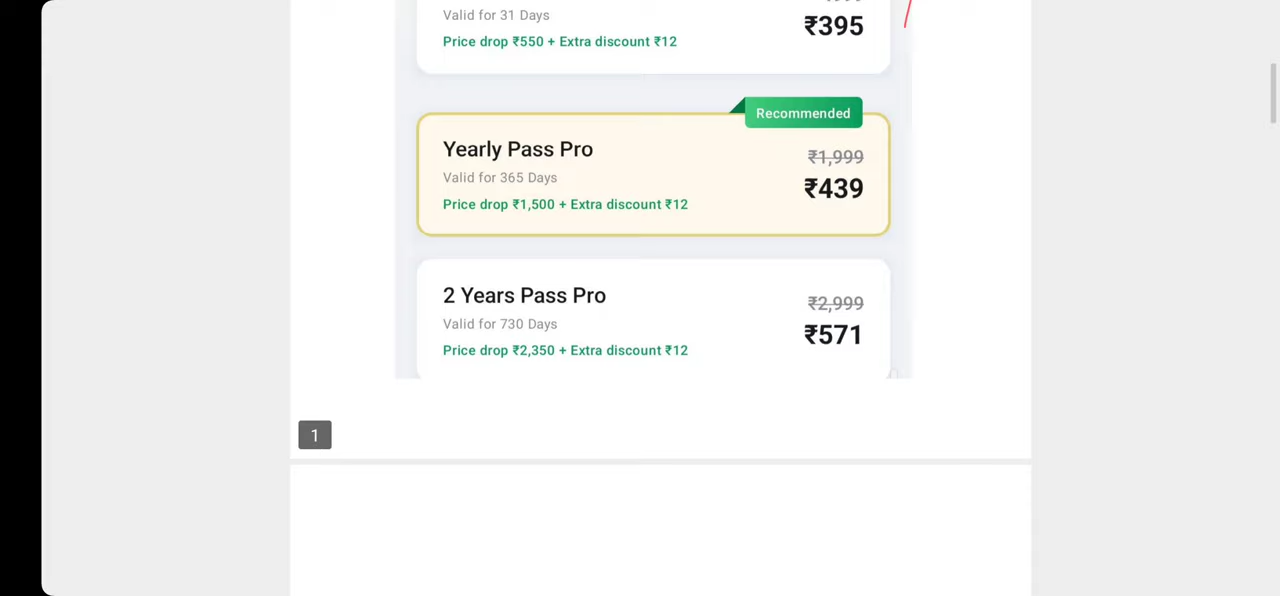 Valid for 31 Days
₹395
Price drop ₹550 + Extra discount ₹12
Recommended
Yearly Pass Pro
₹1,999
Valid for 365 Days
₹439
Price drop ₹1,500 + Extra discount ₹12
2 Years Pass Pro
₹2,999
Valid for 730 Days
₹571
Price drop ₹2,350 + Extra discount ₹12
1